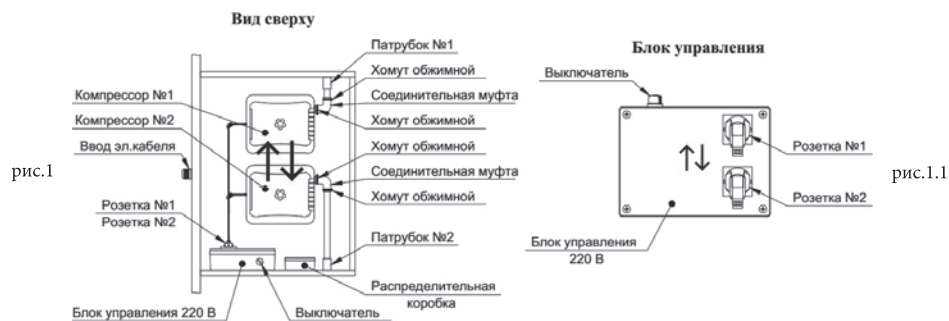 Вид сверху
Патрубок №1
Хомут обжимной
Соединительная муфта
Хомут обжимной
Хомут обжимной
Соединительная муфта
Хомут обжимной
Патрубок №2
Распределительная
коробка
Компрессор №1
Компрессор №2
Ввод эл.кабеля
рис.1
Розетка №1
Розетка №2
Блок управления 220 В
Выключатель
Блок управления
Выключатель
Розетка №1
рис.1.1
Розетка №2
Блок управления
220 В